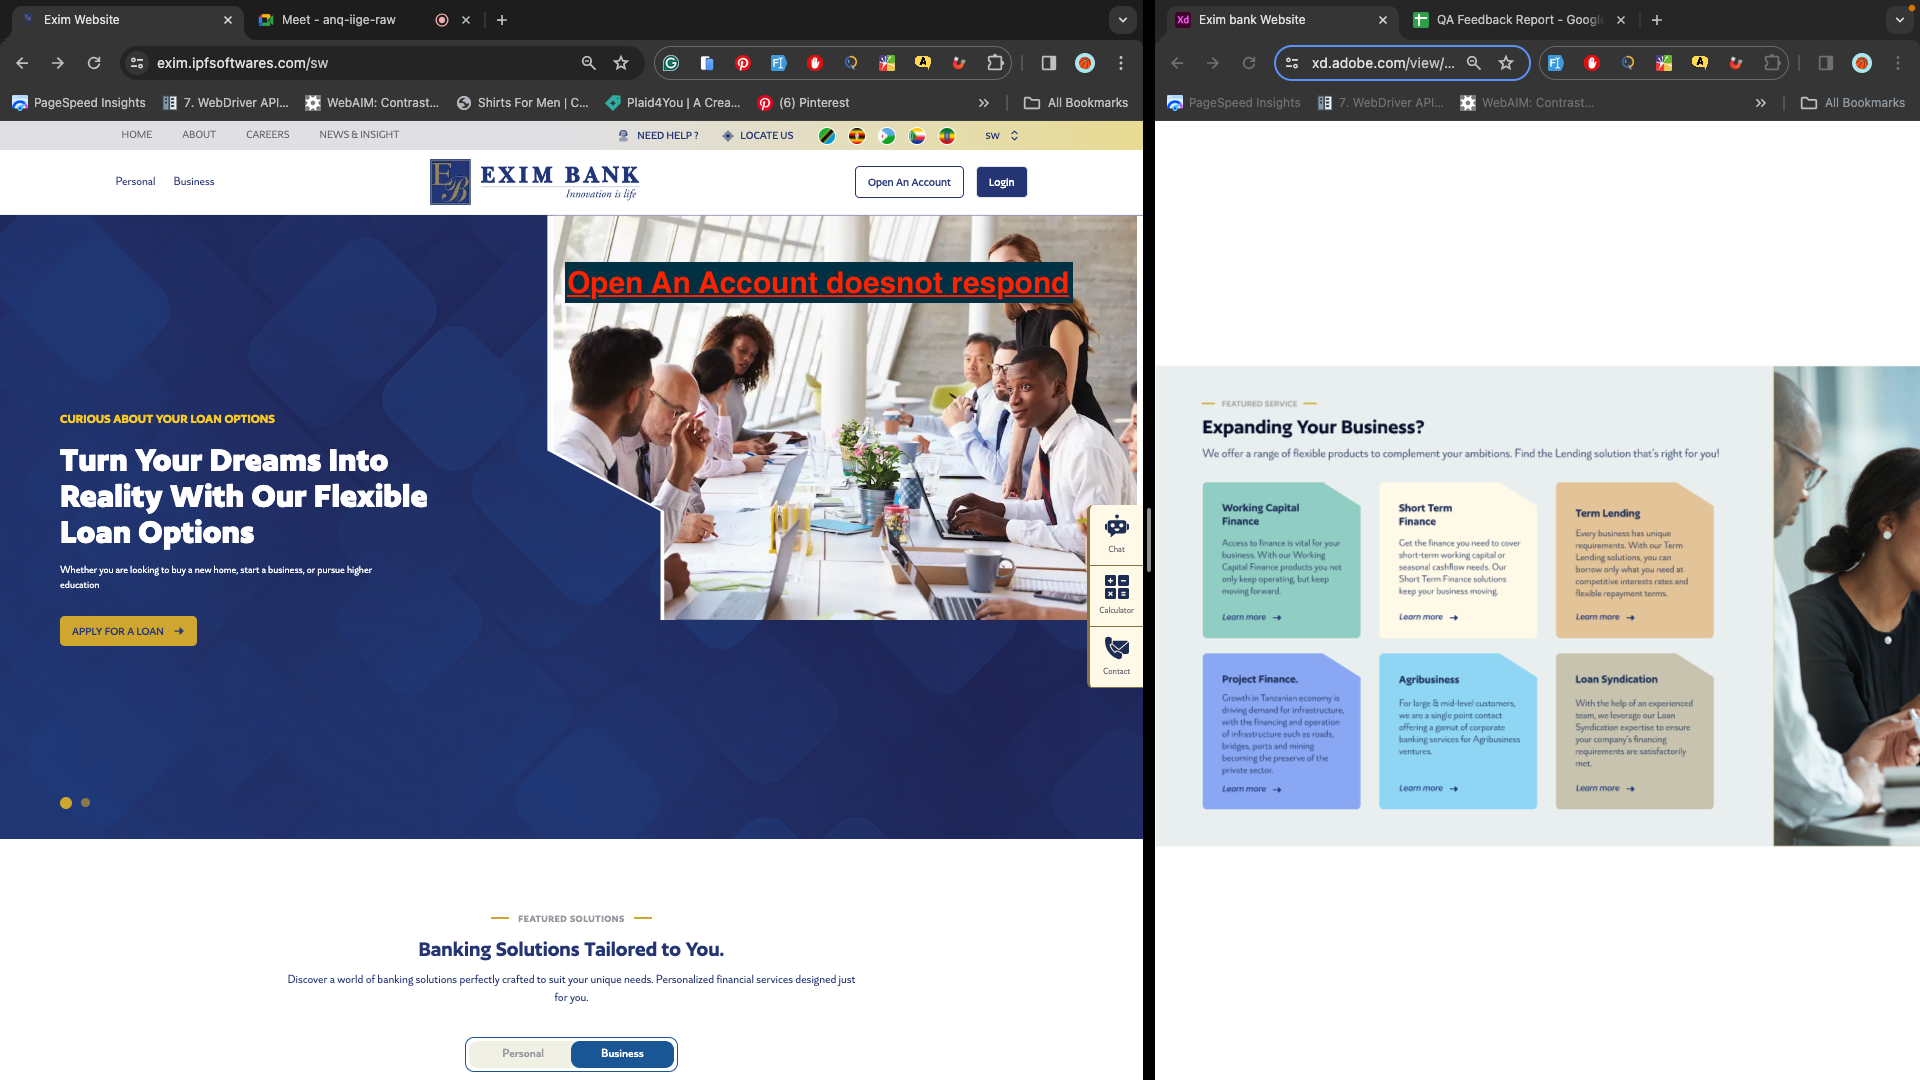 Exim Website
Meet - anq-iige-raw
exim.ipfsoftwares.com/sw
PageSpeed Insights
7. WebDriver API...
WebAIM: Contrast...
Shirts For Men | C...
Plaid4You | A Crea...
(6) Pinterest
All Bookmarks
HOME
ABOUT
CAREERS
NEWS & INSIGHT
NEED HELP ?
LOCATE US
SW
Personal
Business
EXIM BANK
Innovation is life
Open An Account
Login
Open An Account doesnot respond
CURIOUS ABOUT YOUR LOAN OPTIONS
Turn Your Dreams Into
Reality With Our Flexible
Loan Options
Whether you are looking to buy a new home, start a business, or pursue higher
education
APPLY FOR A LOAN
Chat
Calculator
Contact
FEATURED SOLUTIONS
Banking Solutions Tailored to You.
Discover a world of banking solutions perfectly crafted to suit your unique needs. Personalized financial services designed just
for you.
Personal
Business
Xd
Exim bank Website
QA Feedback Report - Google
xd.adobe.com/view/...
PageSpeed Insights
7. WebDriver API...
WebAIM: Contrast...
All Bookmarks
FEATURED SERVICE
Expanding Your Business?
We offer a range of flexible products to complement your ambitions. Find the Lending solution that's right for you!
Working Capital
Finance
Access to finance is vital for your
business. With our Working
Capital Finance products you not
only keep operating, but keep
moving forward.
Learn more
Short Term
Finance
Get the finance you need to cover
short-term working capital or
seasonal cashflow needs. Our
Short Term Finance solutions
keep your business moving.
Learn more
Term Lending
Every business has unique
requirements. With our Term
Lending solutions, you can
borrow only what you need at
competitive interests rates and
flexible repayment terms.
Learn more
Project Finance.
Growth in Tanzanian economy is
driving demand for infrastructure,
with the financing and operation
of infrastructure such as roads,
bridges, ports and mining
becoming the preserve of the
private sector.
Learn more
Agribusiness
For large & mid-level customers,
we are a single point contact
offering a gamut of corporate
banking services for Agribusiness
ventures.
Learn more
Loan Syndication
With the help of an experienced
team, we leverage our Loan
Syndication expertise to ensure
your company's financing
requirements are satisfactorily
met.
Learn more